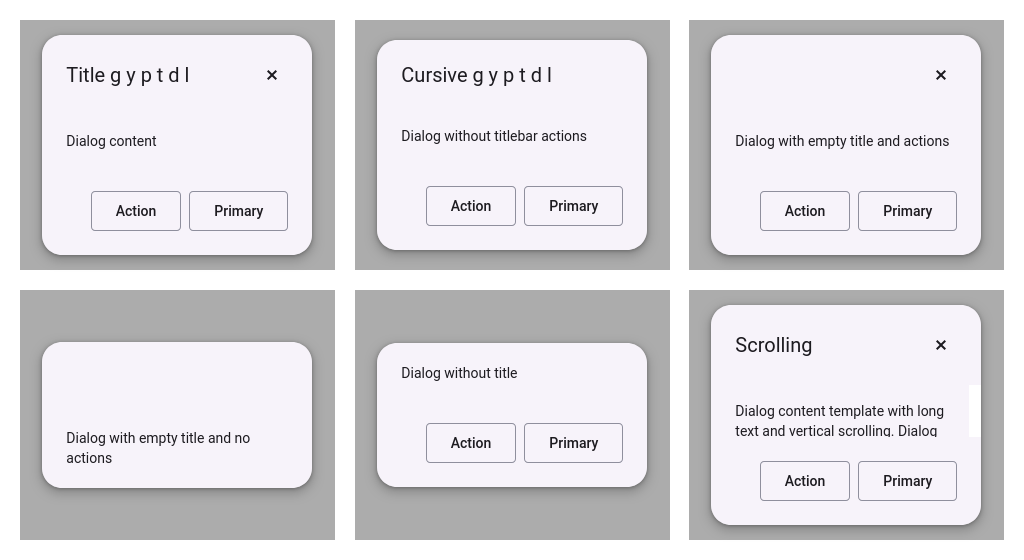 Title g y p t d l
Dialog content
Action Primary
Cursive g y p t d l
Dialog without titlebar actions
Action Primary
Dialog with empty title and actions
Action Primary
Dialog with empty title and no
actions
Dialog without title
Action Primary
Scrolling
Dialog content template with long
text and vertical scrolling. Dialog
Action Primary